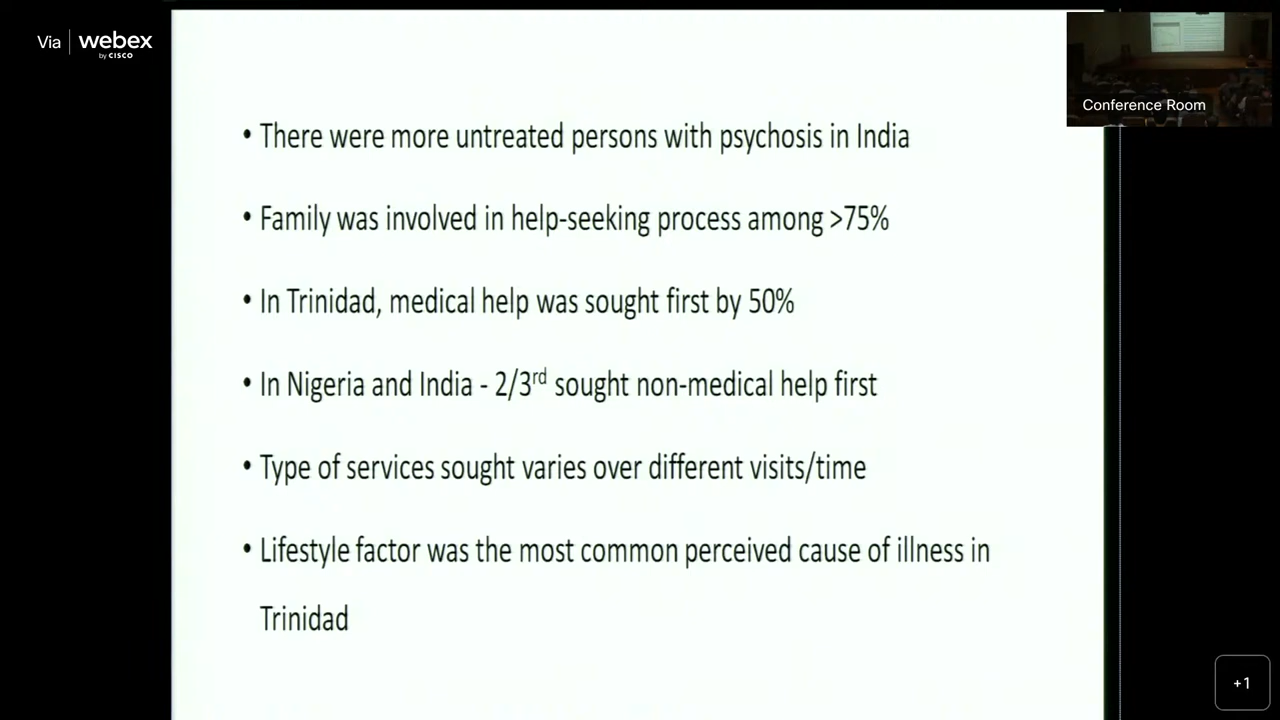 Via webex
by CISCO
Conference Room
• There were more untreated persons with psychosis in India
• Family was involved in help-seeking process among >75%
• In Trinidad, medical help was sought first by 50%
• In Nigeria and India - 2/3rd sought non-medical help first
• Type of services sought varies over different visits/time
• Lifestyle factor was the most common perceived cause of illness in
Trinidad
+1